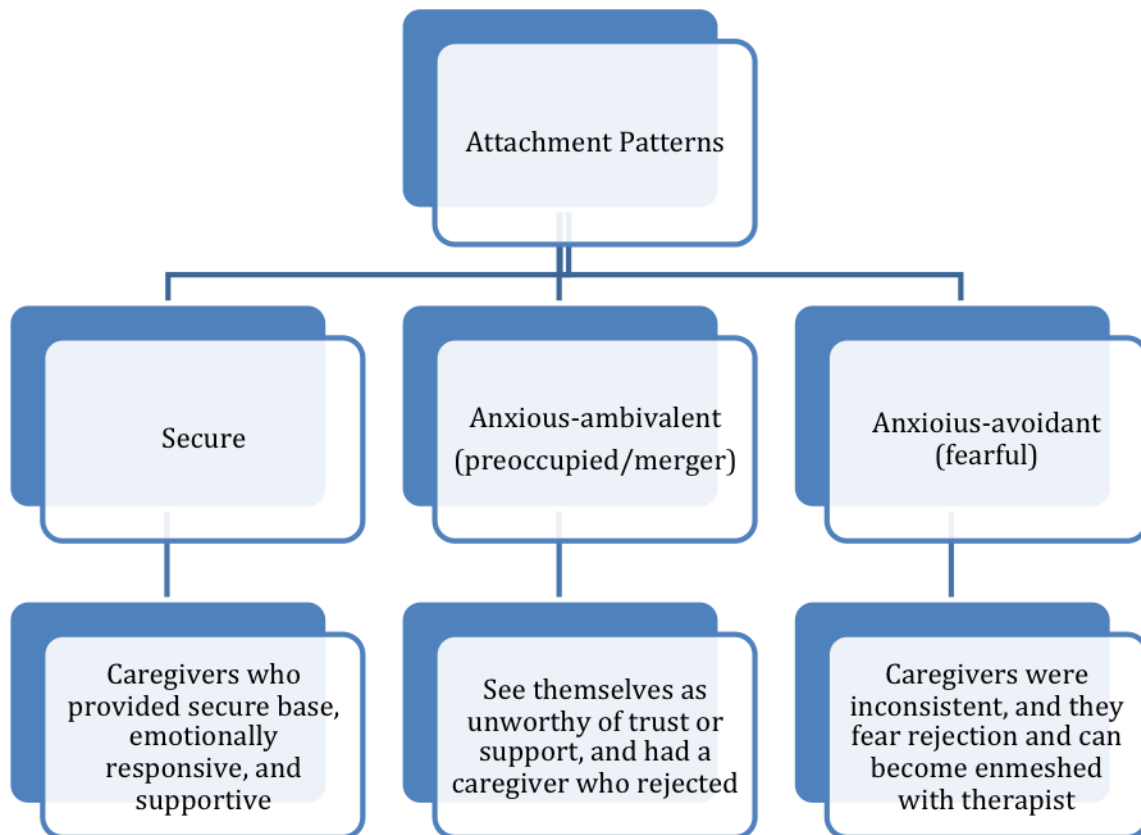 Attachment Patterns
Secure
Anxious-ambivalent
(preoccupied/merger)
Anxioius-avoidant
(fearful)
Caregivers who
provided secure base,
emotionally
responsive, and
supportive
See themselves as
unworthy of trust or
support, and had a
caregiver who rejected
Caregivers were
inconsistent, and they
fear rejection and can
become enmeshed
with therapist